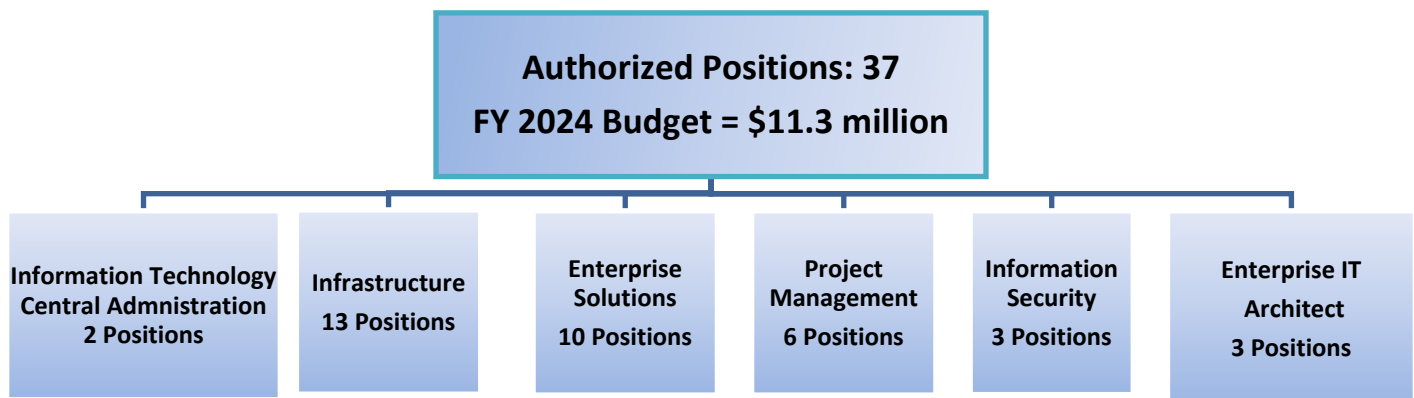 Authorized Positions: 37
FY 2024 Budget = $11.3 million
Information Technology
Central Admnistration
2 Positions
Infrastructure
13 Positions
Enterprise
Solutions
10 Positions
Project
Management
6 Positions
Information
Security
3 Positions
Enterprise IT
Architect
3 Positions